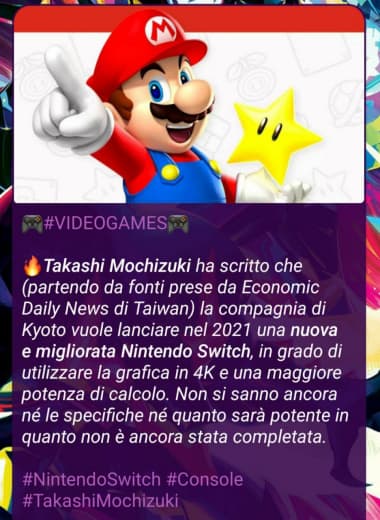 M
🎮#VIDEOGAMES🎮
🔥Takashi Mochizuki ha scritto che
(partendo da fonti prese da Economic
Daily News di Taiwan) la compagnia di
Kyoto vuole lanciare nel 2021 una nuova
e migliorata Nintendo Switch, in grado di
utilizzare la grafica in 4K e una maggiore
potenza di calcolo. Non si sanno ancora
né le specifiche né quanto sarà potente in
quanto non è ancora stata completata.
#NintendoSwitch #Console
#TakashiMochizuki